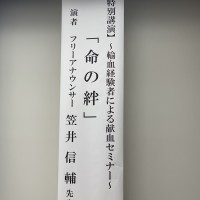 特別講演】～輸血経験者による献血セミナー～
「命の絆」
演者 フリーアナウンサー 笠井 信輔 先